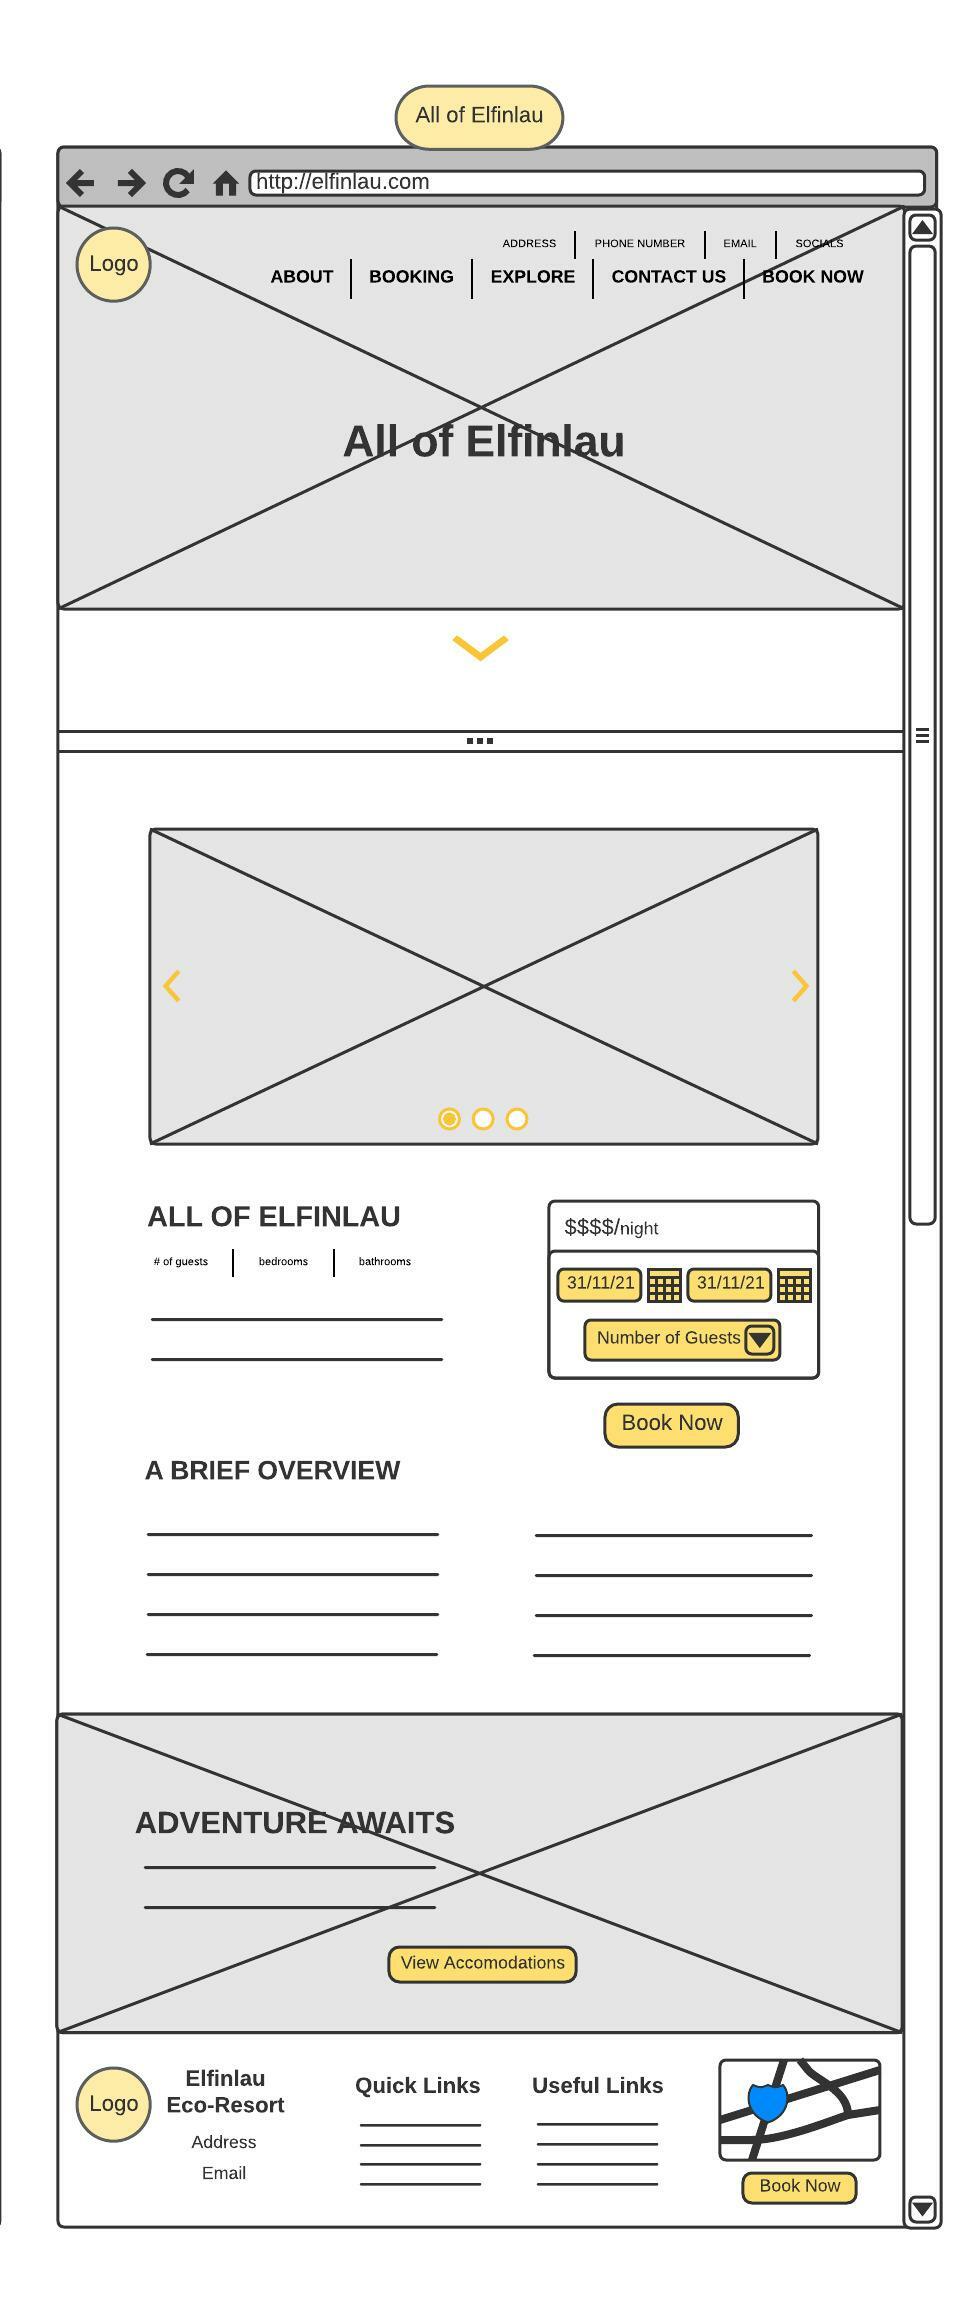 All of Elfinlau
http://elfinlau.com
Logo
ADDRESS PHONE NUMBER EMAIL SOCIALS
ABOUT BOOKING EXPLORE CONTACT US BOOK NOW
All of Elfinlau
ALL OF ELFINLAU
# of guests bedrooms bathrooms
$$$$/night
31/11/21 31/11/21
Number of Guests
Book Now
A BRIEF OVERVIEW
ADVENTURE AWAITS
View Accomodations
Logo
Elfinlau
Eco-Resort
Address
Email
Quick Links
Useful Links
Book Now